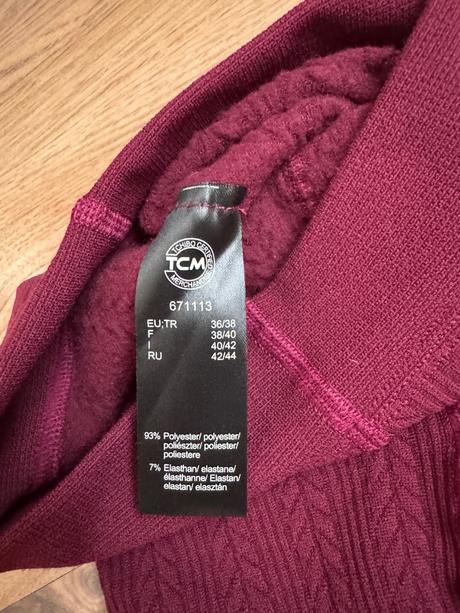 TCHIBO CERTIFIED
TCM
MERCHANDISE
671113
EU;TR 36/38
F 38/40
I 40/42
RU 42/44
93% Polyester/ polyester/
poliészter/ poliester/
poliestere
7% Elasthan/ elastane/
élasthanne/ Elastan/
elastan/ elasztán